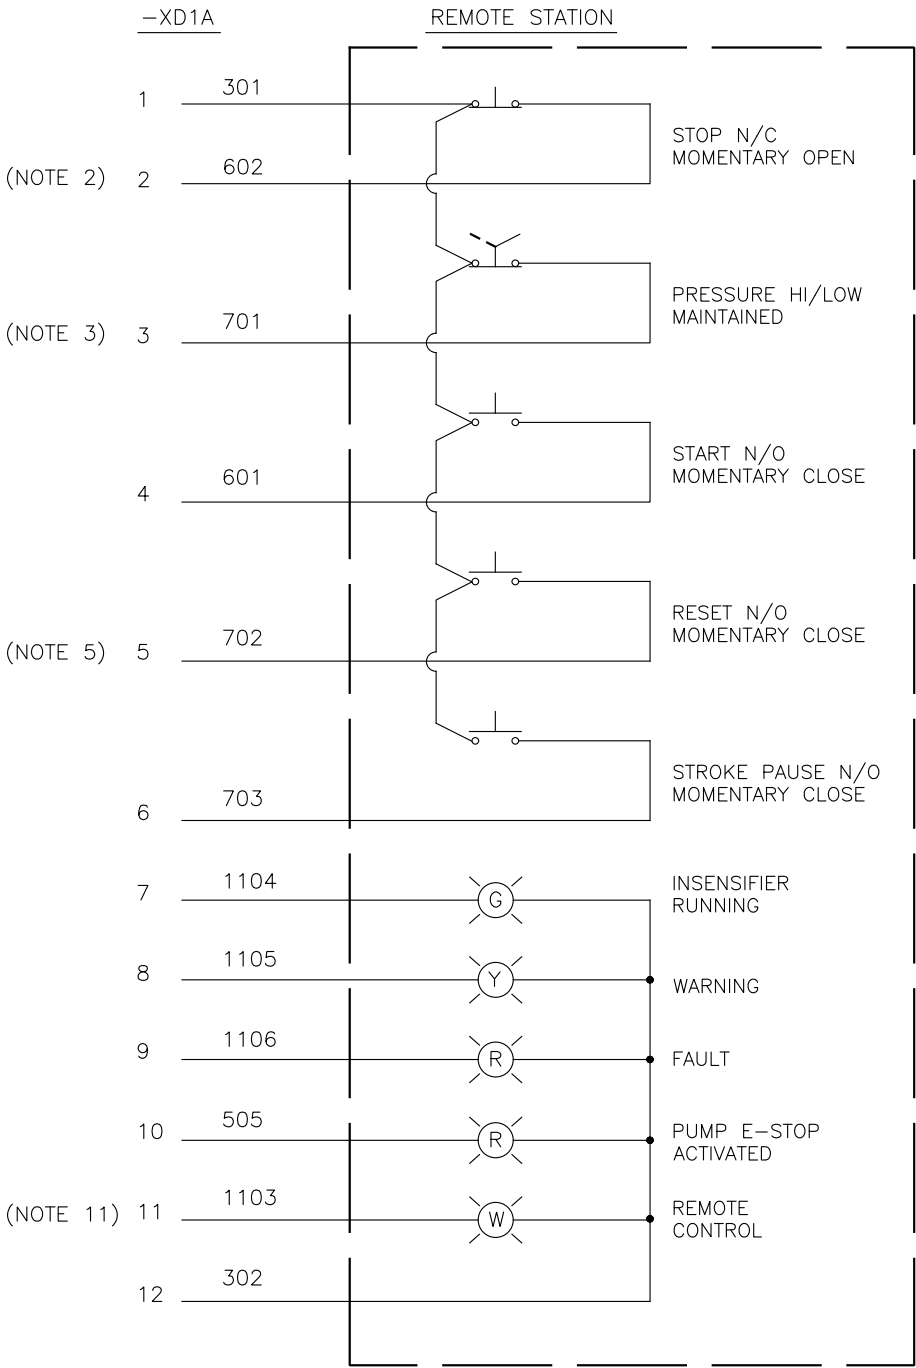 -XD1A REMOTE STATION
1 301
STOP N/C
MOMENTARY OPEN
(NOTE 2) 2 602
PRESSURE HI/LOW
MAINTAINED
(NOTE 3) 3 701
START N/O
MOMENTARY CLOSE
4 601
RESET N/O
MOMENTARY CLOSE
(NOTE 5) 5 702
STROKE PAUSE N/O
MOMENTARY CLOSE
6 703
7 1104 G INSENSIFIER
RUNNING
8 1105 Y WARNING
9 1106 R FAULT
10 505 R PUMP E-STOP
ACTIVATED
(NOTE 11) 11 1103 W REMOTE
CONTROL
12 302